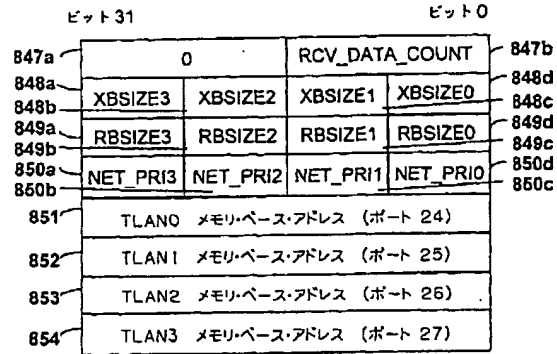 ビット31 ビット0
847a 0 RCV_DATA_COUNT 847b
848a XBSIZE3 XBSIZE2 XBSIZE1 XBSIZE0 848d
848b 848c
849a RBSIZE3 RBSIZE2 RBSIZE1 RBSIZE0 849d
849b 849c
850a NET_PRI3 NET_PRI2 NET_PRI1 NET_PRI0 850d
850b 850c
851 TLAN0 メモリ・ベース・アドレス (ポート 24)
852 TLAN1 メモリ・ベース・アドレス (ポート 25)
853 TLAN2 メモリ・ベース・アドレス (ポート 26)
854 TLAN3 メモリ・ベース・アドレス (ポート 27)